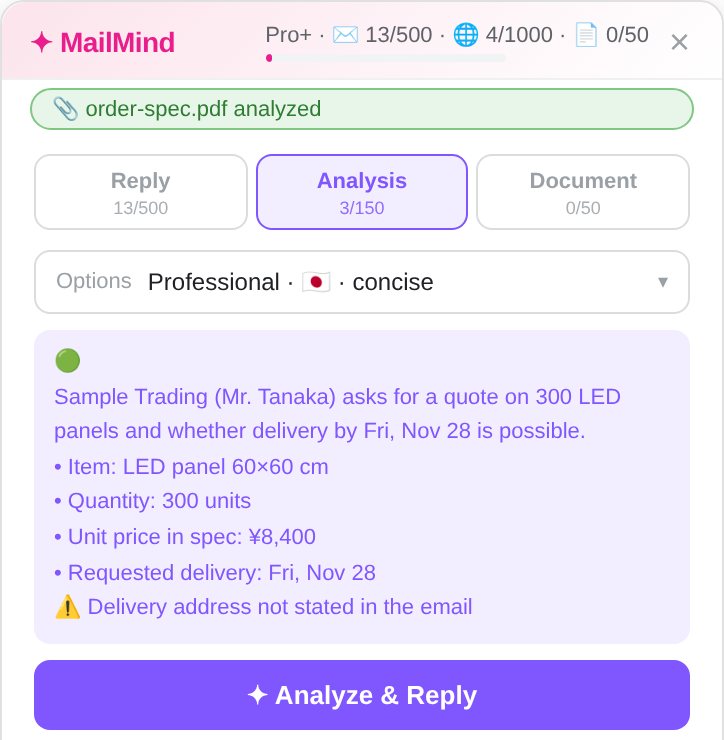 ✦ MailMind
Pro+ · ✉️ 13/500 · 🌐 4/1000 · 📄 0/50 ✕
📎 order-spec.pdf analyzed
Reply
13/500
Analysis
3/150
Document
0/50
Options Professional · 🇯🇵 · concise ▾
🟢
Sample Trading (Mr. Tanaka) asks for a quote on 300 LED
panels and whether delivery by Fri, Nov 28 is possible.
• Item: LED panel 60×60 cm
• Quantity: 300 units
• Unit price in spec: ¥8,400
• Requested delivery: Fri, Nov 28
⚠️ Delivery address not stated in the email
✦ Analyze & Reply